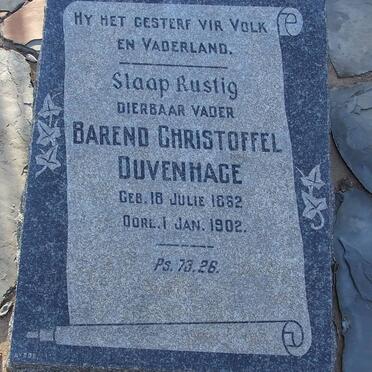 HY HET GESTERF VIR VOLK
EN VADERLAND.
Slaap Rustig
DIERBAAR VADER
BAREND CHRISTOFFEL
DUVENHAGE
GEB. 18 JULIE 1862
OORL. 1 JAN. 1902.
Ps. 73.26.